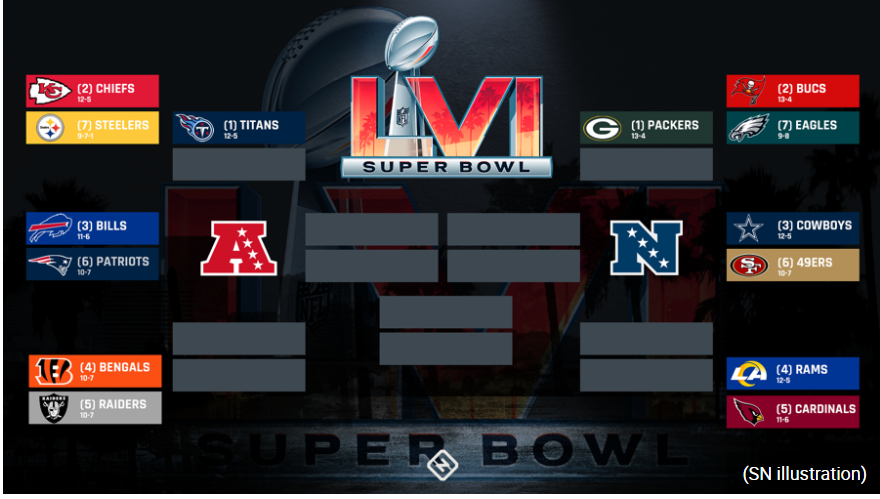 LVI
SUPER BOWL
(2) CHIEFS
12-5
(7) STEELERS
9-7-1
(1) TITANS
12-5
(3) BILLS
11-6
(6) PATRIOTS
10-7
(4) BENGALS
10-7
(5) RAIDERS
10-7
A
N
(1) PACKERS
13-4
(2) BUCS
13-4
(7) EAGLES
9-8
(3) COWBOYS
12-5
(6) 49ERS
10-7
(4) RAMS
12-5
(5) CARDINALS
11-6
SUPER BOWL
(SN illustration)